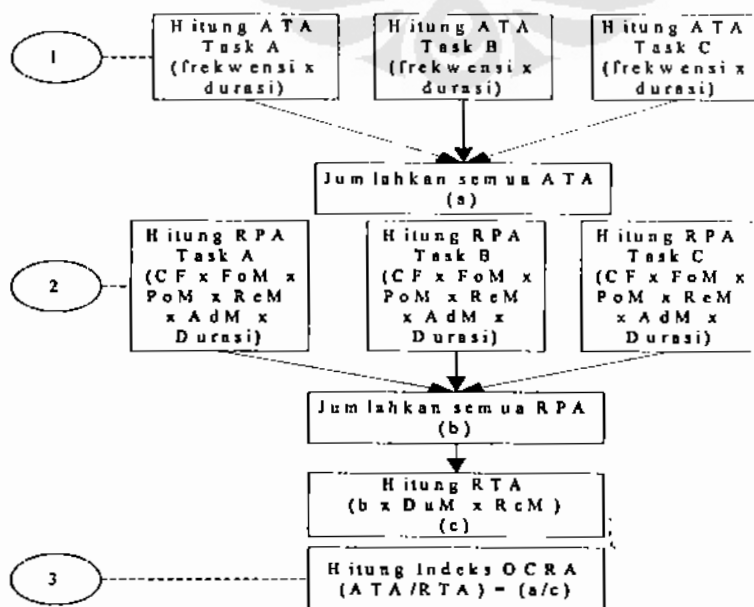 1
Hitung ATA
Task A
(frekwensi x
durasi)
Hitung ATA
Task B
(frekwensi x
durasi)
Hitung ATA
Task C
(frekwensi x
durasi)
Jumlahkan semua ATA
(a)
2
Hitung RPA
Task A
(CF x FoM x
PoM x ReM
x AdM x
Durasi)
Hitung RPA
Task B
(CF x FoM x
PoM x ReM
x AdM x
Durasi)
Hitung RPA
Task C
(CF x FoM x
PoM x ReM
x AdM x
Durasi)
Jumlahkan semua RPA
(b)
Hitung RTA
(b x DuM x RcM)
(c)
3
Hitung Indeks OCRA
(ATA/RTA) = (a/c)